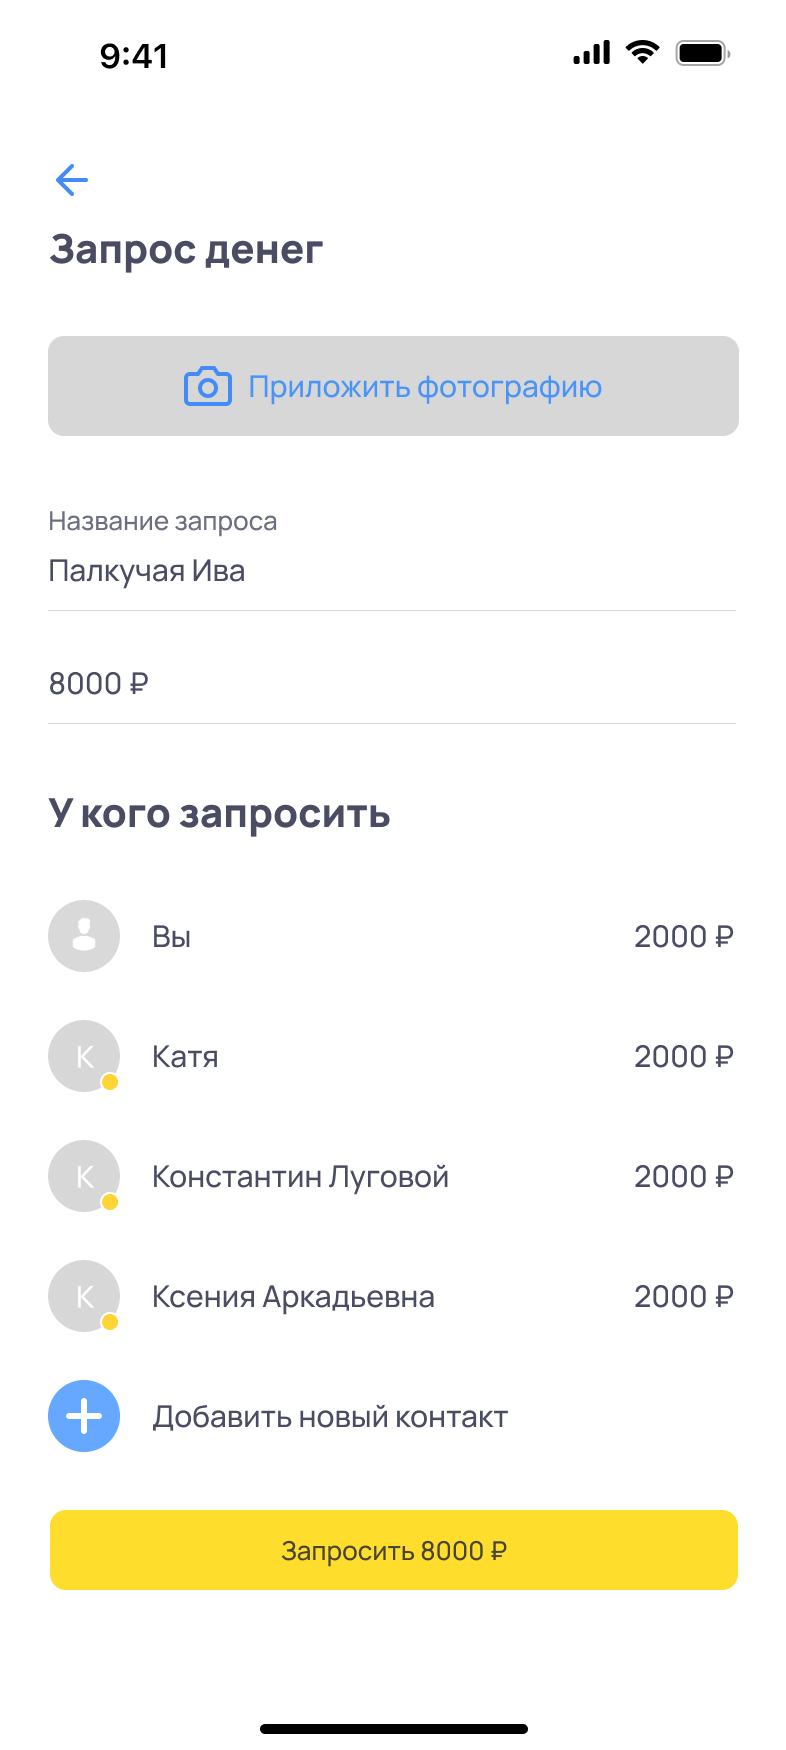 9:41
Запрос денег
Приложить фотографию
Название запроса
Палкучая Ива
8000 ₽
У кого запросить
Вы 2000 ₽
К Катя 2000 ₽
К Константин Луговой 2000 ₽
К Ксения Аркадьевна 2000 ₽
Добавить новый контакт
Запросить 8000 ₽